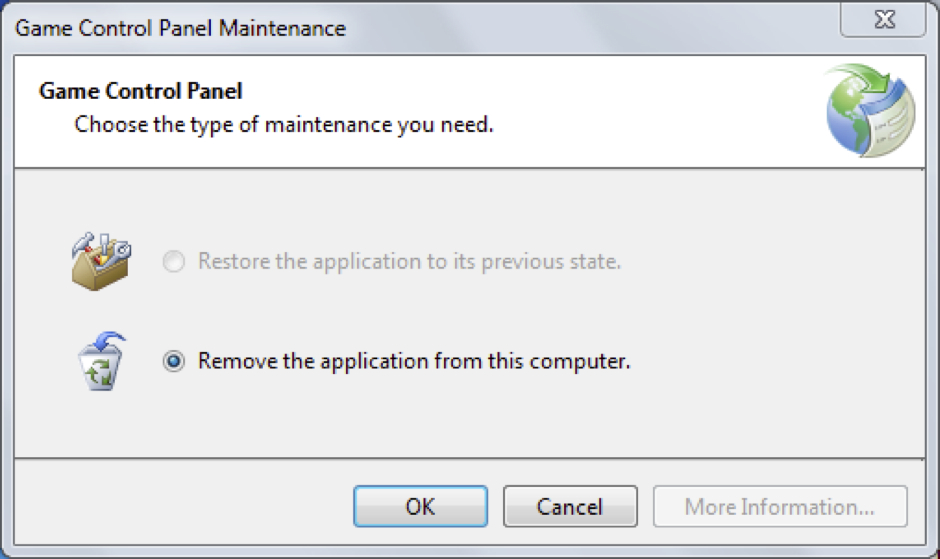 Game Control Panel Maintenance
Game Control Panel
Choose the type of maintenance you need.
Restore the application to its previous state.
Remove the application from this computer.
OK
Cancel
More Information...